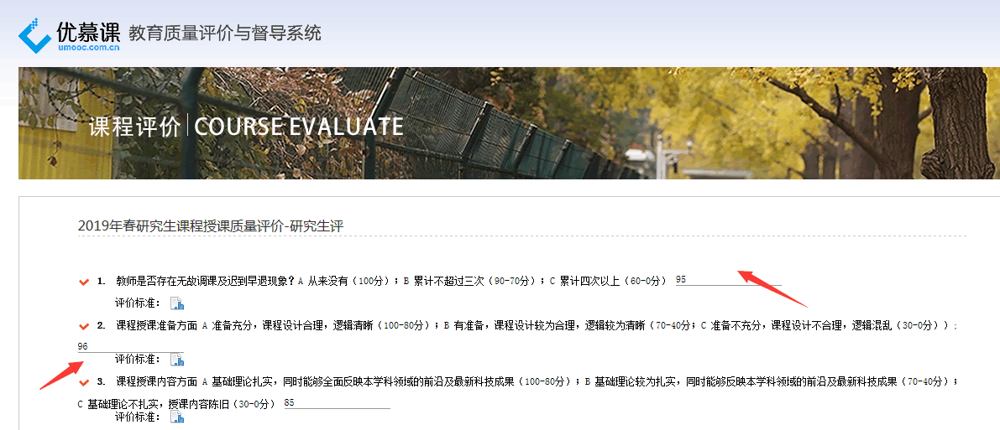 优慕课 教育质量评价与督导系统
umooc.com.cn
课程评价 COURSE EVALUATE
2019年春研究生课程授课质量评价-研究生评
1. 教师是否存在无故调课及迟到早退现象？A 从来没有（100分）；B 累计不超过三次（90-70分）；C 累计四次以上（60-0分） 95
评价标准：
2. 课程授课准备方面 A 准备充分，课程设计合理，逻辑清晰（100-80分）；B 有准备，课程设计较为合理，逻辑较为清晰（70-40分；C 准备不充分，课程设计不合理，逻辑混乱（30-0分））；
96
评价标准：
3. 课程授课内容方面 A 基础理论扎实，同时能够全面反映本学科领域的前沿及最新科技成果（100-80分）；B 基础理论较为扎实，同时能够反映本学科领域的前沿及最新科技成果（70-40分）；
C 基础理论不扎实，授课内容陈旧（30-0分） 85
评价标准：